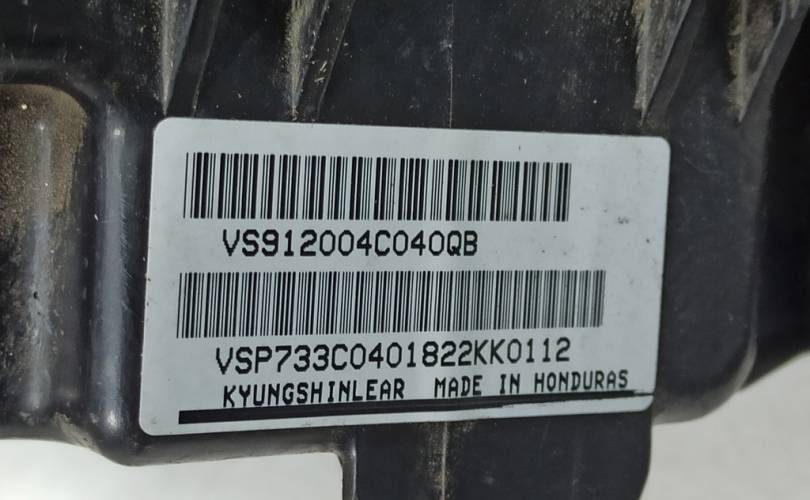 VS912004C040QB
VSP733C0401822KK0112
KYUNGSHINLEAR MADE IN HONDURAS